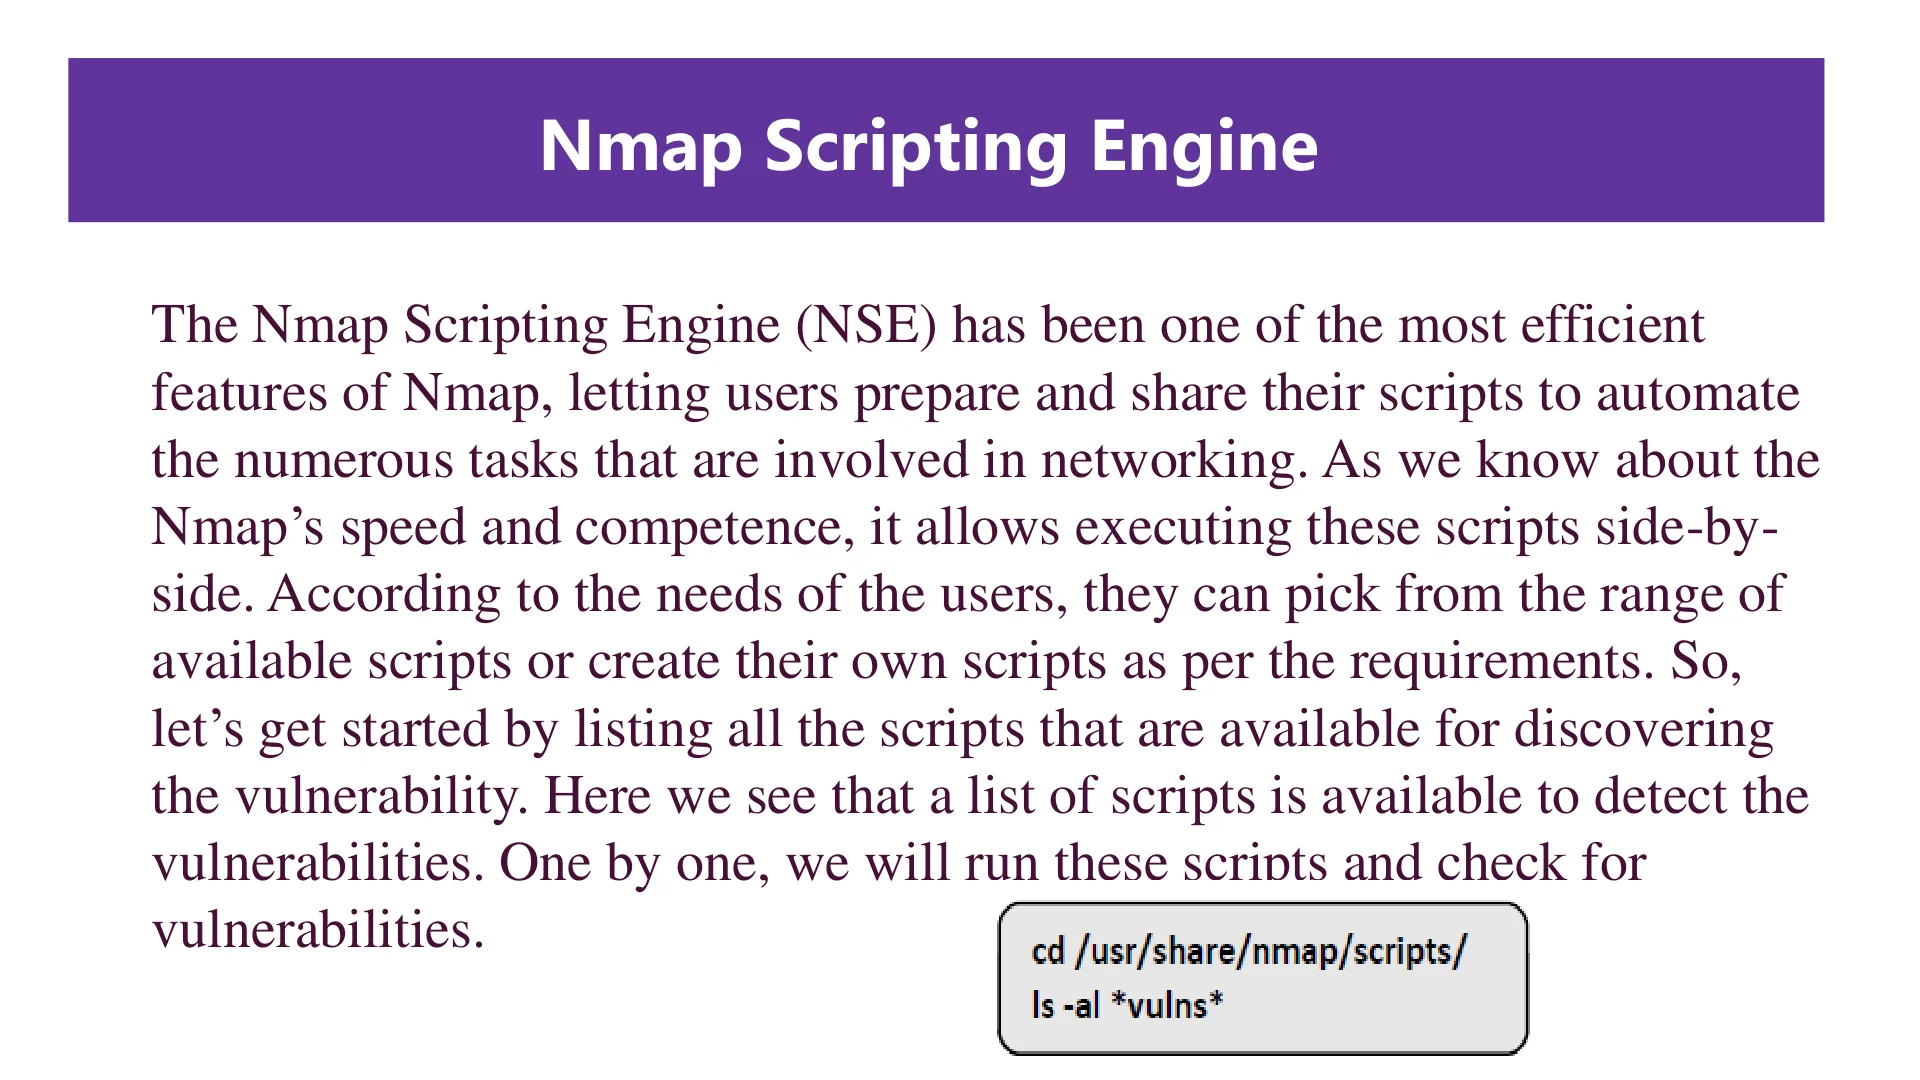 Nmap Scripting Engine
The Nmap Scripting Engine (NSE) has been one of the most efficient
features of Nmap, letting users prepare and share their scripts to automate
the numerous tasks that are involved in networking. As we know about the
Nmap’s speed and competence, it allows executing these scripts side-by-
side. According to the needs of the users, they can pick from the range of
available scripts or create their own scripts as per the requirements. So,
let’s get started by listing all the scripts that are available for discovering
the vulnerability. Here we see that a list of scripts is available to detect the
vulnerabilities. One by one, we will run these scripts and check for
vulnerabilities.
cd /usr/share/nmap/scripts/
ls -al *vulns*